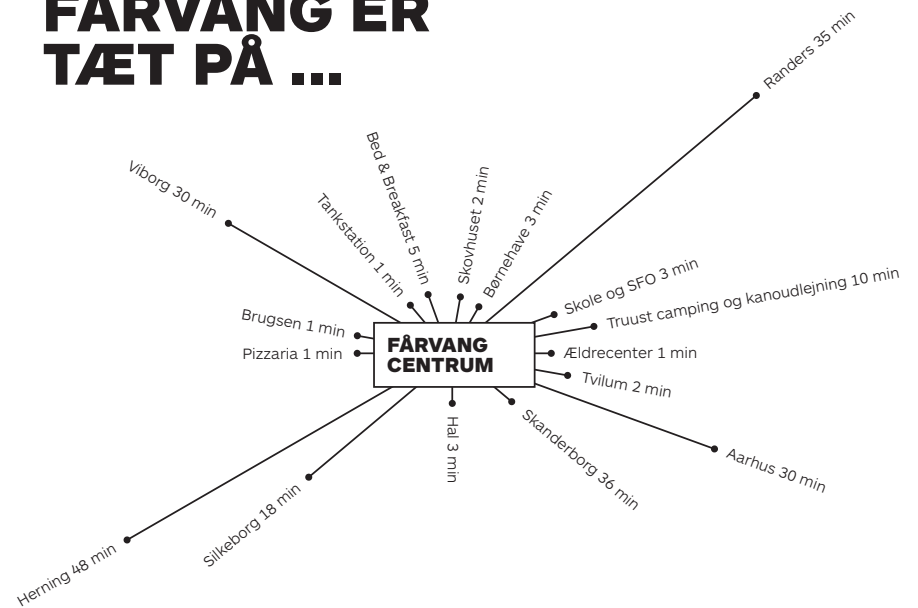 FÅRVANG ER
TÆT PÅ ...
Randers 35 min
Bed & Breakfast 5 min
Viborg 30 min
Skovhuset 2 min
Tankstation 1 min
Børnehave 3 min
Skole og SFO 3 min
Truust camping og kanoudlejning 10 min
Brugsen 1 min
Pizzaria 1 min
FÅRVANG
CENTRUM
Ældrecenter 1 min
Tvilum 2 min
Hal 3 min
Skanderborg 36 min
Aarhus 30 min
Silkeborg 18 min
Herning 48 min